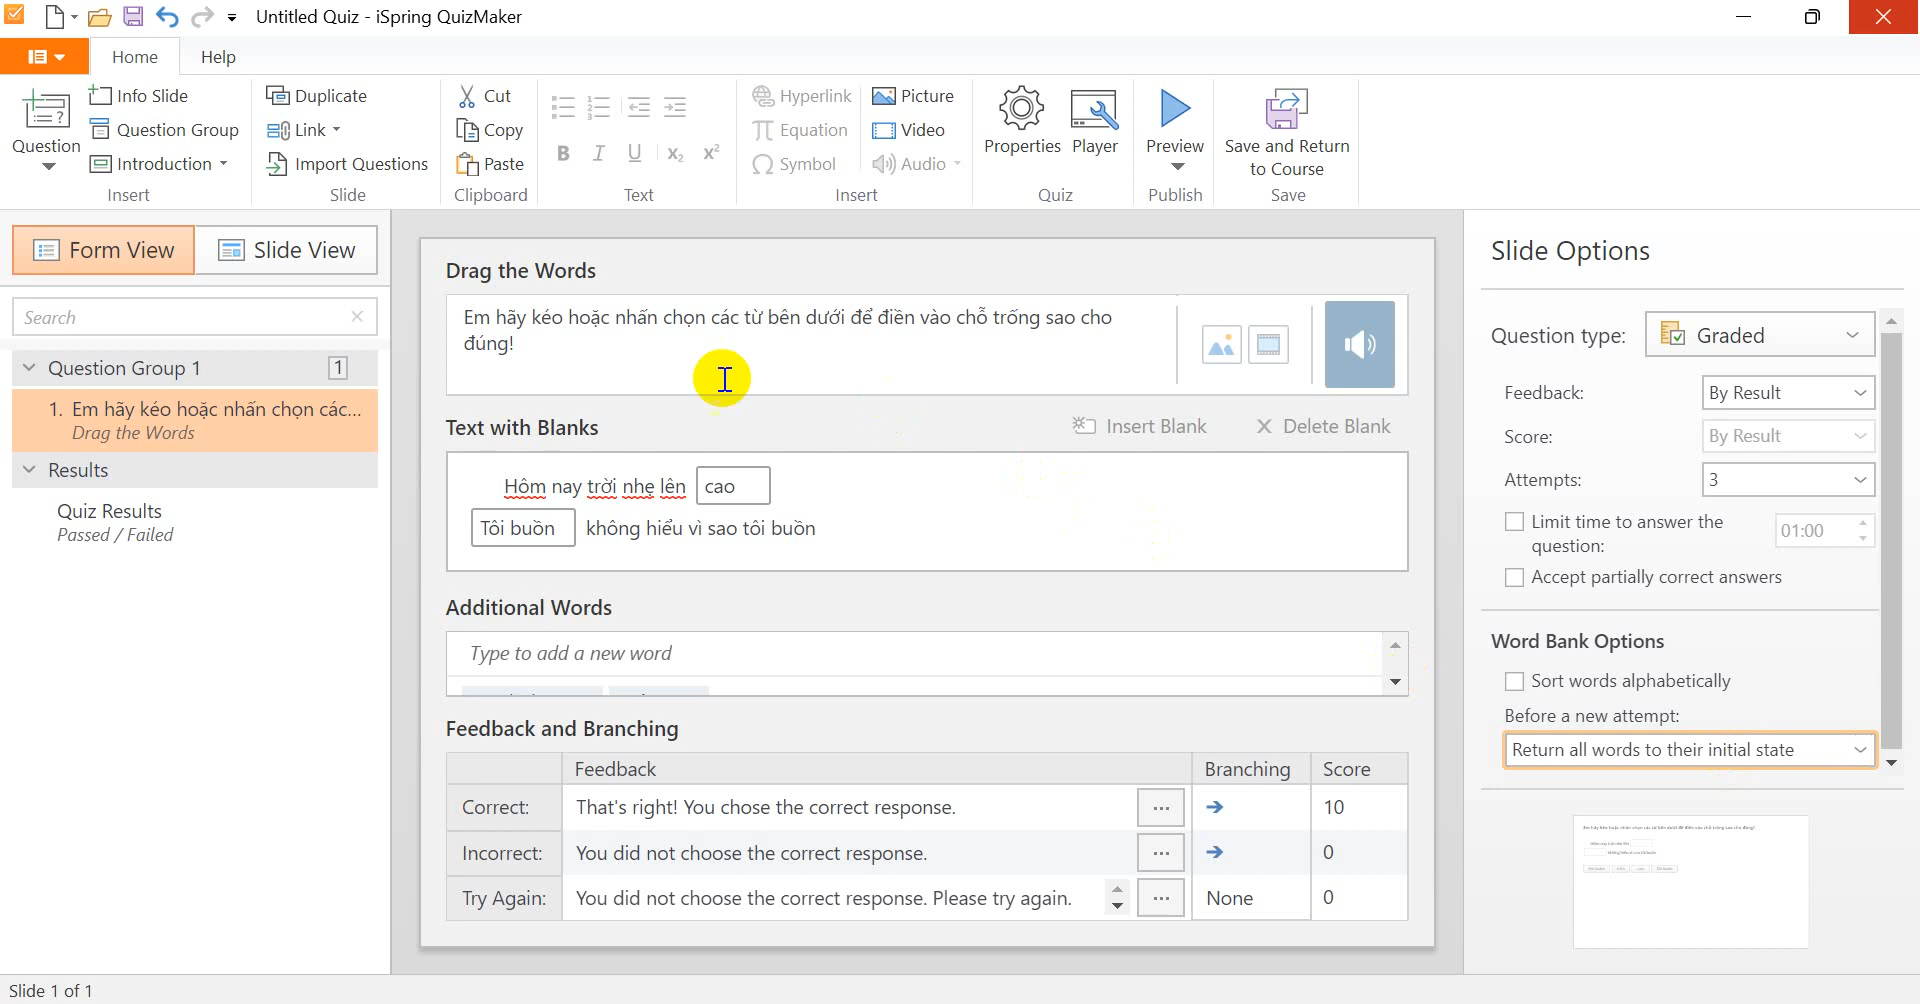 Untitled Quiz - iSpring QuizMaker
Home
Help
Question
Info Slide
Question Group
Introduction
Insert
Duplicate
Link
Import Questions
Slide
Cut
Copy
Paste
Clipboard
B I U X₂ X²
Text
Hyperlink
Equation
Symbol
Picture
Video
Audio
Insert
Properties
Player
Quiz
Preview
Publish
Save and Return
to Course
Save
Form View
Slide View
Search
Question Group 1
1
1. Em hãy kéo hoặc nhấn chọn các...
Drag the Words
Results
Quiz Results
Passed / Failed
Drag the Words
Em hãy kéo hoặc nhấn chọn các từ bên dưới để điền vào chỗ trống sao cho
đúng!
Text with Blanks
Insert Blank
Delete Blank
Hôm nay trời nhẹ lên cao
Tôi buồn không hiểu vì sao tôi buồn
Additional Words
Type to add a new word
Feedback and Branching
Feedback Branching Score
Correct: That's right! You chose the correct response. ... 10
Incorrect: You did not choose the correct response. ... 0
Try Again: You did not choose the correct response. Please try again. ... None 0
Slide Options
Question type: Graded
Feedback: By Result
Score: By Result
Attempts: 3
Limit time to answer the
question:
01:00
Accept partially correct answers
Word Bank Options
Sort words alphabetically
Before a new attempt:
Return all words to their initial state
Slide 1 of 1